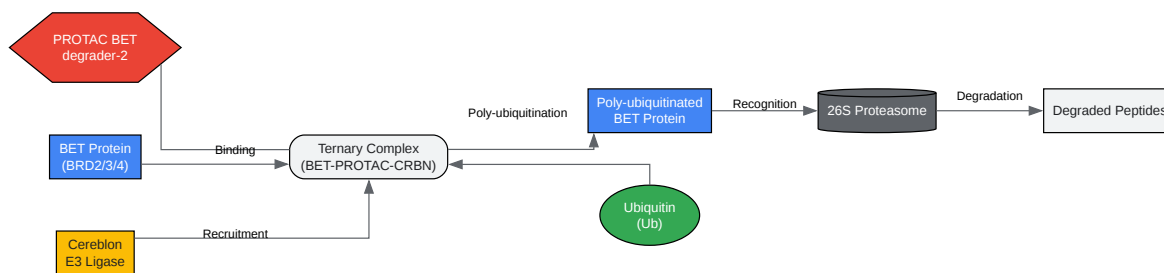 PROTAC BET
degrader-2
BET Protein
(BRD2/3/4)
Binding
Cereblon
E3 Ligase
Recruitment
Ternary Complex
(BET-PROTAC-CRBN)
Poly-ubiquitination
Poly-ubiquitinated
BET Protein
Ubiquitin
(Ub)
Recognition
26S Proteasome
Degradation
Degraded Peptides